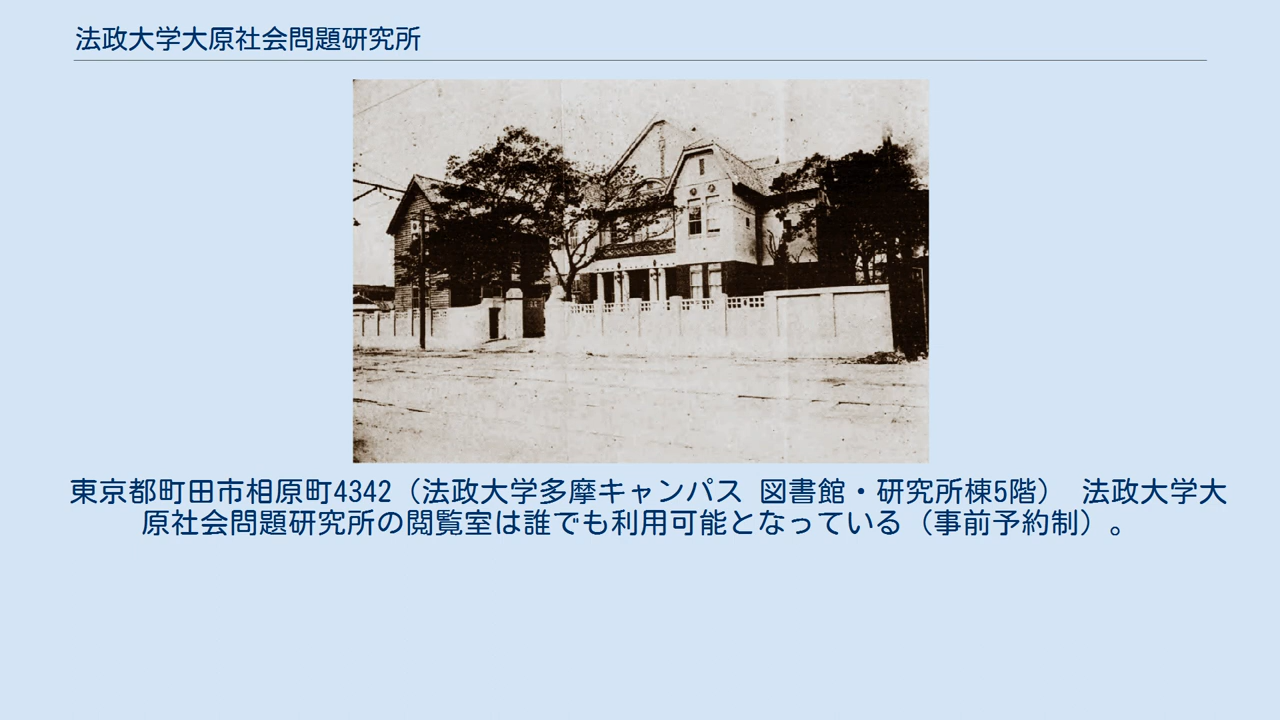 法政大学大原社会問題研究所
東京都町田市相原町4342（法政大学多摩キャンパス 図書館・研究所棟5階） 法政大学大
原社会問題研究所の閲覧室は誰でも利用可能となっている（事前予約制）。